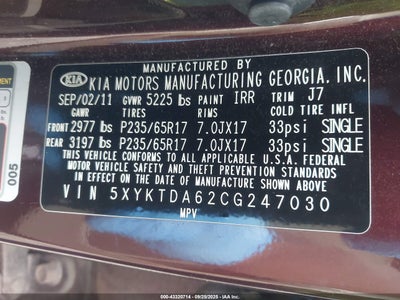 MANUFACTURED BY
KIA KIA MOTORS MANUFACTURING GEORGIA, INC.
SEP/02/11 GVWR 5225 lbs PAINT IRR TRIM J7
GAWR TIRES RIMS COLD TIRE INFL
FRONT 2977 lbs P235/65R17 7.0JX17 33psi SINGLE
REAR 3197 lbs P235/65R17 7.0JX17 33psi SINGLE
THIS VEHICLE CONFORMS TO ALL APPLICABLE U.S.A. FEDERAL
MOTOR VEHICLE SAFETY, BUMPER, AND THEFT PREVENTION
STANDARDS IN EFFECT ON THE DATE OF MANUFACTURE SHOWN ABOVE.
VIN 5XYKTDA62CG247030
MPV
005
000-43320714 - 09/29/2025 - IAAI